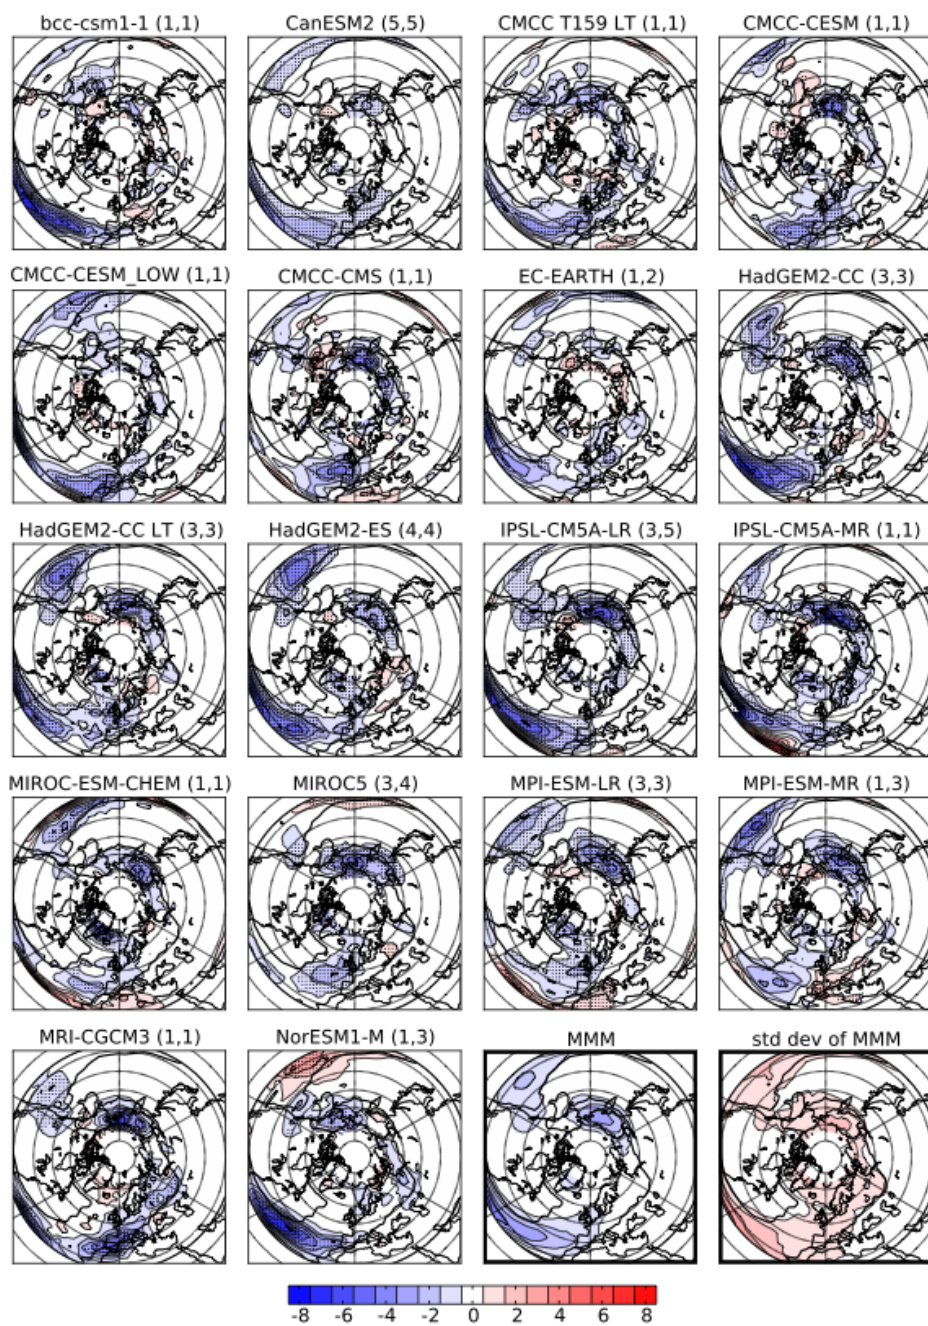 bcc-csm1-1 (1,1) CanESM2 (5,5) CMCC T159 LT (1,1) CMCC-CESM (1,1)
CMCC-CESM_LOW (1,1) CMCC-CMS (1,1) EC-EARTH (1,2) HadGEM2-CC (3,3)
HadGEM2-CC LT (3,3) HadGEM2-ES (4,4) IPSL-CM5A-LR (3,5) IPSL-CM5A-MR (1,1)
MIROC-ESM-CHEM (1,1) MIROC5 (3,4) MPI-ESM-LR (3,3) MPI-ESM-MR (1,3)
MRI-CGCM3 (1,1) NorESM1-M (1,3) MMM std dev of MMM
-8 -6 -4 -2 0 2 4 6 8